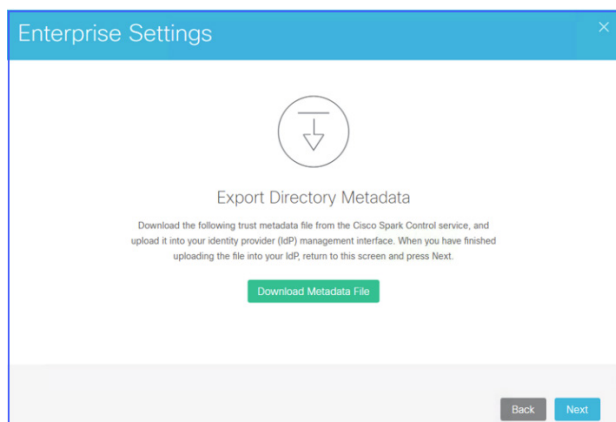 Enterprise Settings
Export Directory Metadata
Download the following trust metadata file from the Cisco Spark Control service, and
upload it into your identity provider (IdP) management interface. When you have finished
uploading the file into your IdP, return to this screen and press Next.
Download Metadata File
Back
Next